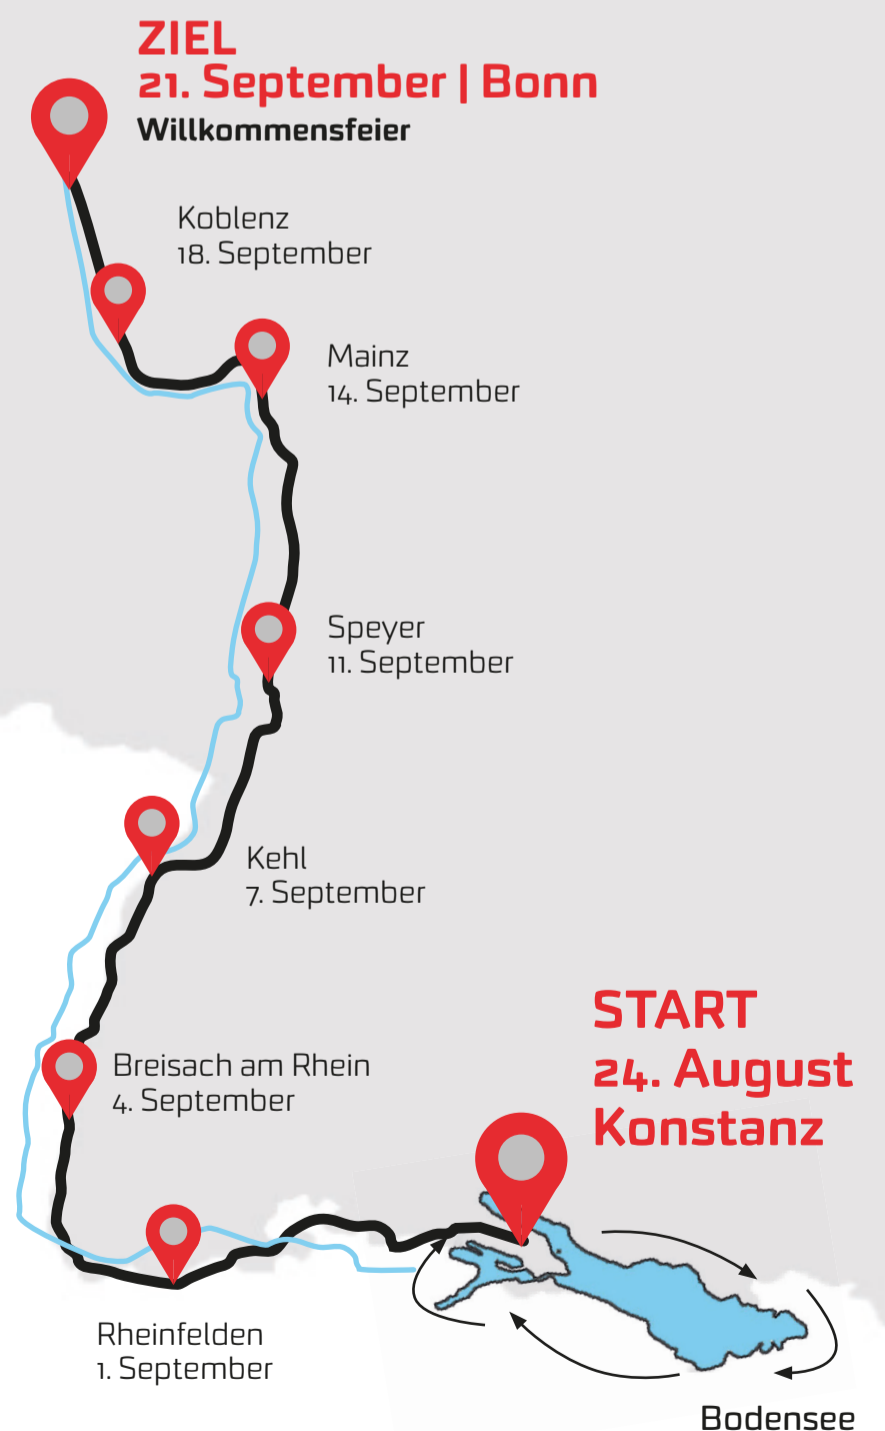 ZIEL
21. September | Bonn
Willkommensfeier
Koblenz
18. September
Mainz
14. September
Speyer
11. September
Kehl
7. September
Breisach am Rhein
4. September
START
24. August
Konstanz
Rheinfelden
1. September
Bodensee